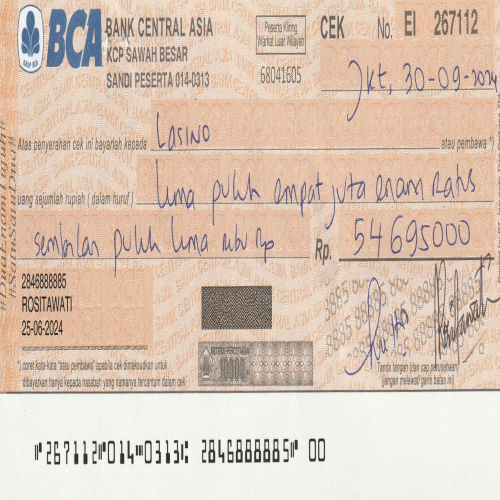 BCA BANK CENTRAL ASIA
KCP SAWAH BESAR
SANDI PESERTA 014-0313
Peserta Kliring
Warkat Luar Wilayah
68041605
CEK No. EI 267112
Jkt, 30-09-2024
Atas penyerahan cek ini bayarlah kepada Lasino atau pembawa *)
uang sejumlah rupiah ( dalam huruf ) lima puluh empat juta enam ratus
sembilan puluh lima ribu Rp Rp. 54695000
2846888885
ROSITAWATI
25-06-2024
10000
*) coret kata-kata "atau pembawa" apabila cek dimaksudkan untuk
dibayarkan hanya kepada nasabah yang namanya tercantum dalam cek
Tanda tangan (dan cap perusahaan)
(jangan melewati garis batas ini)
⑈267112⑈014⑉0313⑆ 2846888885⑈ 00